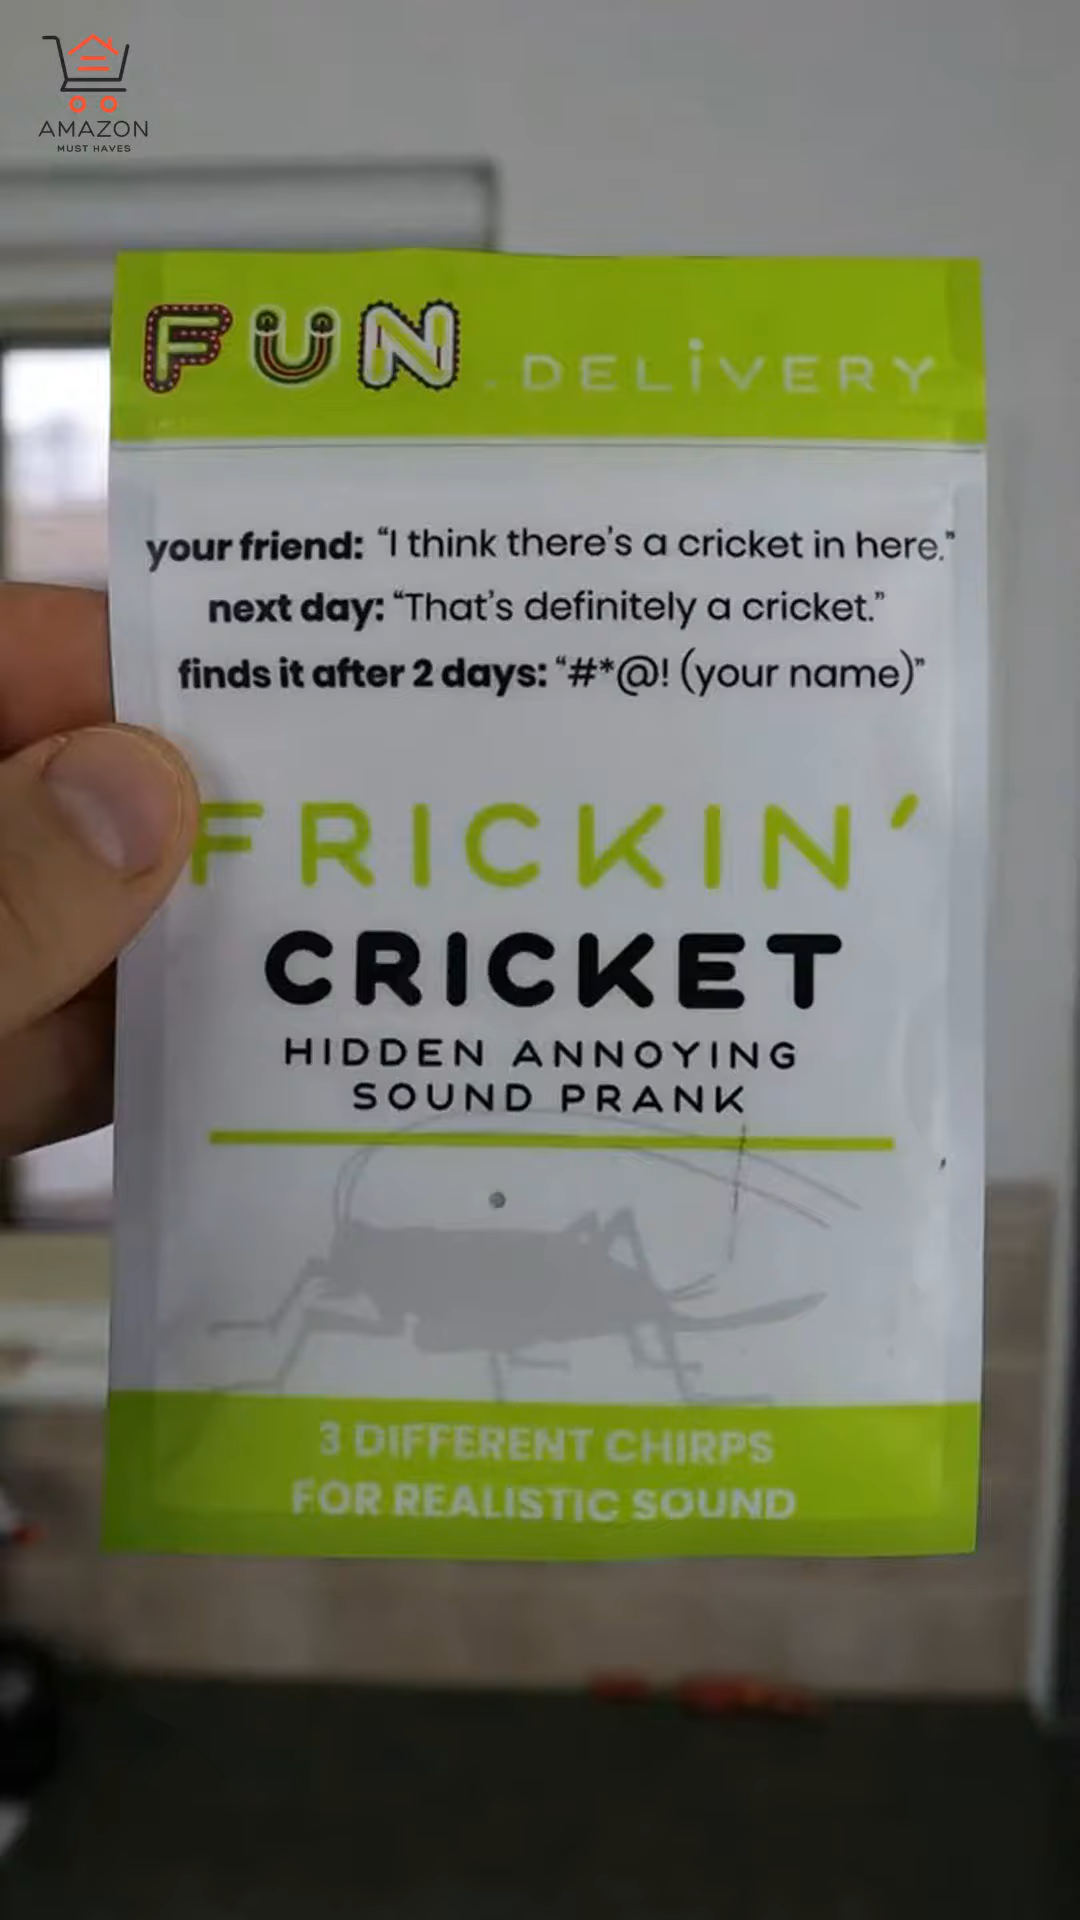 AMAZON
MUST HAVES
FUN.DELiVERY
your friend: “I think there's a cricket in here.”
next day: “That's definitely a cricket.”
finds it after 2 days: “#*@! (your name)”
FRICKIN'
CRICKET
HIDDEN ANNOYING
SOUND PRANK
3 DIFFERENT CHIRPS
FOR REALISTIC SOUND